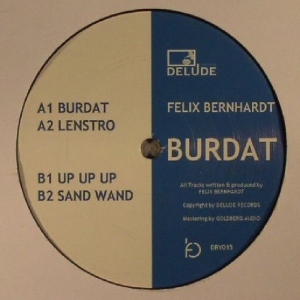 DELUDE
A1 BURDAT
A2 LENSTRO
B1 UP UP UP
B2 SAND WAND
FELIX BERNHARDT
BURDAT
All Tracks written & produced by
FELIX BERNHARDT
Copyright by DELUDE RECORDS
Mastering by GOLDBERG AUDIO
DRV035